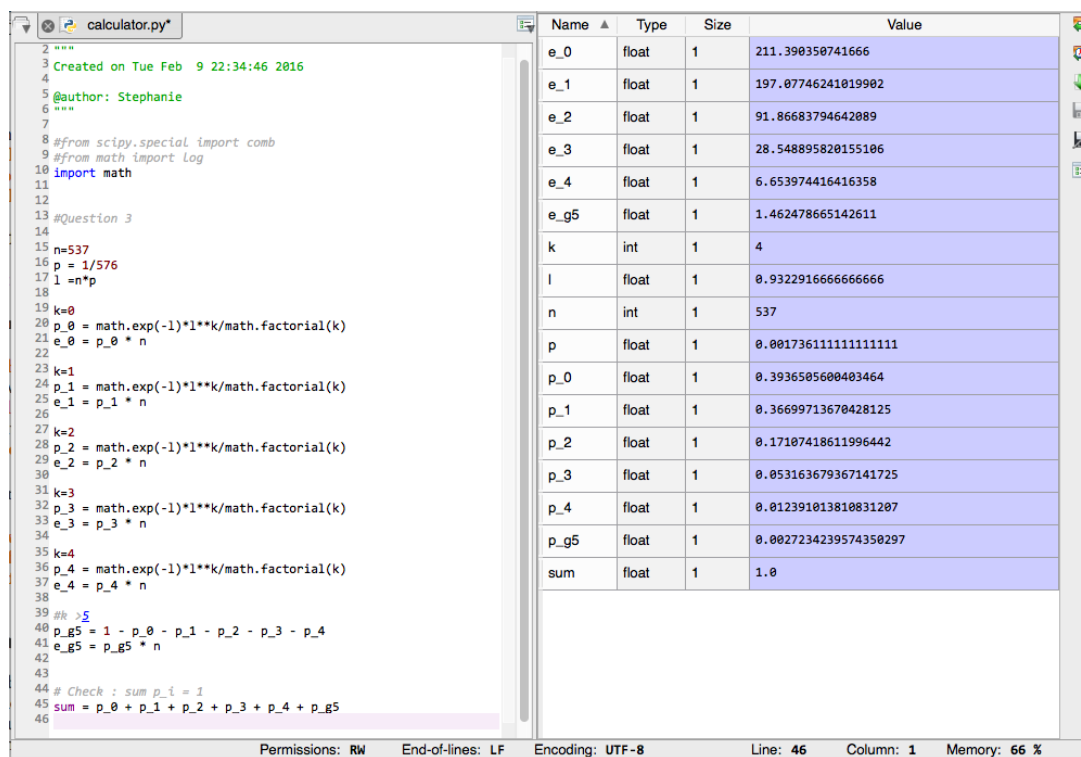 calculator.py*
2 """
3 Created on Tue Feb  9 22:34:46 2016
4
5 @author: Stephanie
6 """
7
8 #from scipy.special import comb
9 #from math import log
10 import math
11
12
13 #Question 3
14
15 n=537
16 p = 1/576
17 l =n*p
18
19 k=0
20 p_0 = math.exp(-l)*l**k/math.factorial(k)
21 e_0 = p_0 * n
22
23 k=1
24 p_1 = math.exp(-l)*l**k/math.factorial(k)
25 e_1 = p_1 * n
26
27 k=2
28 p_2 = math.exp(-l)*l**k/math.factorial(k)
29 e_2 = p_2 * n
30
31 k=3
32 p_3 = math.exp(-l)*l**k/math.factorial(k)
33 e_3 = p_3 * n
34
35 k=4
36 p_4 = math.exp(-l)*l**k/math.factorial(k)
37 e_4 = p_4 * n
38
39 #k >5
40 p_g5 = 1 - p_0 - p_1 - p_2 - p_3 - p_4
41 e_g5 = p_g5 * n
42
43
44 # Check : sum p_i = 1
45 sum = p_0 + p_1 + p_2 + p_3 + p_4 + p_g5
46
Name Type Size Value
e_0 float 1 211.390350741666
e_1 float 1 197.07746241019902
e_2 float 1 91.86683794642089
e_3 float 1 28.548895820155106
e_4 float 1 6.653974416416358
e_g5 float 1 1.462478665142611
k int 1 4
l float 1 0.9322916666666666
n int 1 537
p float 1 0.001736111111111111
p_0 float 1 0.3936505600403464
p_1 float 1 0.36699713670428125
p_2 float 1 0.17107418611996442
p_3 float 1 0.053163679367141725
p_4 float 1 0.012391013810831207
p_g5 float 1 0.0027234239574350297
sum float 1 1.0
Permissions: RW End-of-lines: LF Encoding: UTF-8 Line: 46 Column: 1 Memory: 66 %